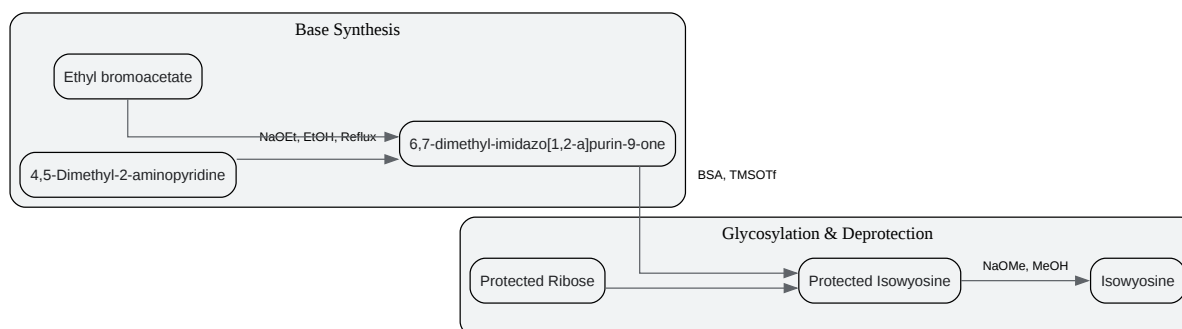 Base Synthesis
Ethyl bromoacetate
NaOEt, EtOH, Reflux
6,7-dimethyl-imidazo[1,2-a]purin-9-one
4,5-Dimethyl-2-aminopyridine
BSA, TMSOTf
Glycosylation & Deprotection
Protected Ribose
Protected Isowyosine
NaOMe, MeOH
Isowyosine